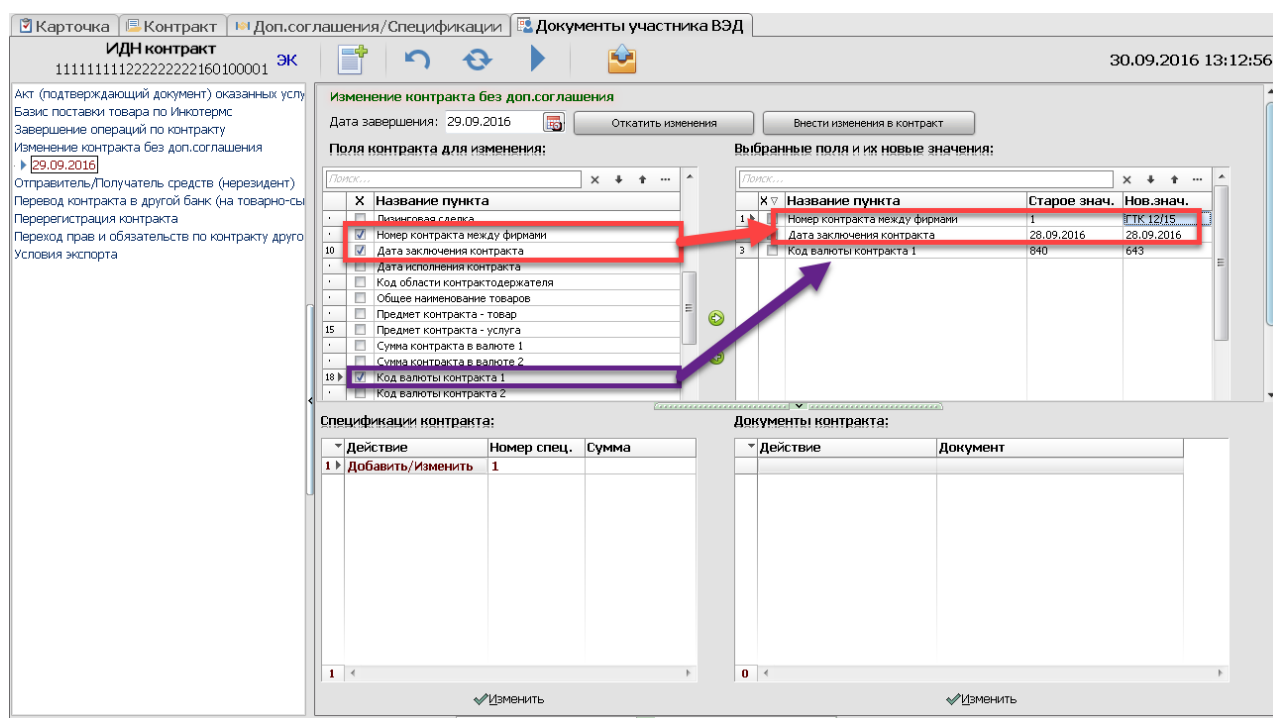 Карточка Контракт Доп.соглашения/Спецификации Документы участника ВЭД
ИДН контракт
11111111122222222160100001 ЭК
30.09.2016 13:12:56
Акт (подтверждающий документ) оказанных услу
Базис поставки товара по Инкотермс
Завершение операций по контракту
Изменение контракта без доп.соглашения
29.09.2016
Отправитель/Получатель средств (нерезидент)
Перевод контракта в другой банк (на товарно-сы
Перерегистрация контракта
Переход прав и обязательств по контракту друго
Условия экспорта
Изменение контракта без доп.соглашения
Дата завершения: 29.09.2016 Откатить изменения Внести изменения в контракт
Поля контракта для изменения:
Поиск...
X Название пункта
Лизинговая сделка
Номер контракта между фирмами
10 Дата заключения контракта
Дата исполнения контракта
Код области контрактодержателя
Общее наименование товаров
Предмет контракта - товар
15 Предмет контракта - услуга
Сумма контракта в валюте 1
Сумма контракта в валюте 2
18 Код валюты контракта 1
Код валюты контракта 2
Выбранные поля и их новые значения:
Поиск...
X Название пункта Старое знач. Нов.знач.
1 Номер контракта между фирмами 1 ГТК 12/15
Дата заключения контракта 28.09.2016 28.09.2016
3 Код валюты контракта 1 840 643
Спецификации контракта:
Действие Номер спец. Сумма
1 Добавить/Изменить 1
1
Изменить
Документы контракта:
Действие Документ
0
Изменить